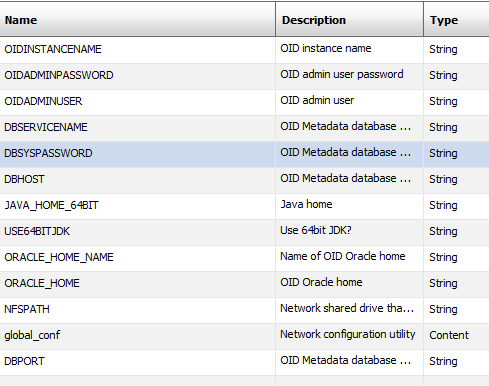 Name Description Type
OIDINSTANCENAME OID instance name String
OIDADMINPASSWORD OID admin user password String
OIDADMINUSER OID admin user String
DBSERVICENAME OID Metadata database ... String
DBSYSPASSWORD OID Metadata database ... String
DBHOST OID Metadata database ... String
JAVA_HOME_64BIT Java home String
USE64BITJDK Use 64bit JDK? String
ORACLE_HOME_NAME Name of OID Oracle home String
ORACLE_HOME OID Oracle home String
NFSPATH Network shared drive tha... String
global_conf Network configuration utility Content
DBPORT OID Metadata database ... String